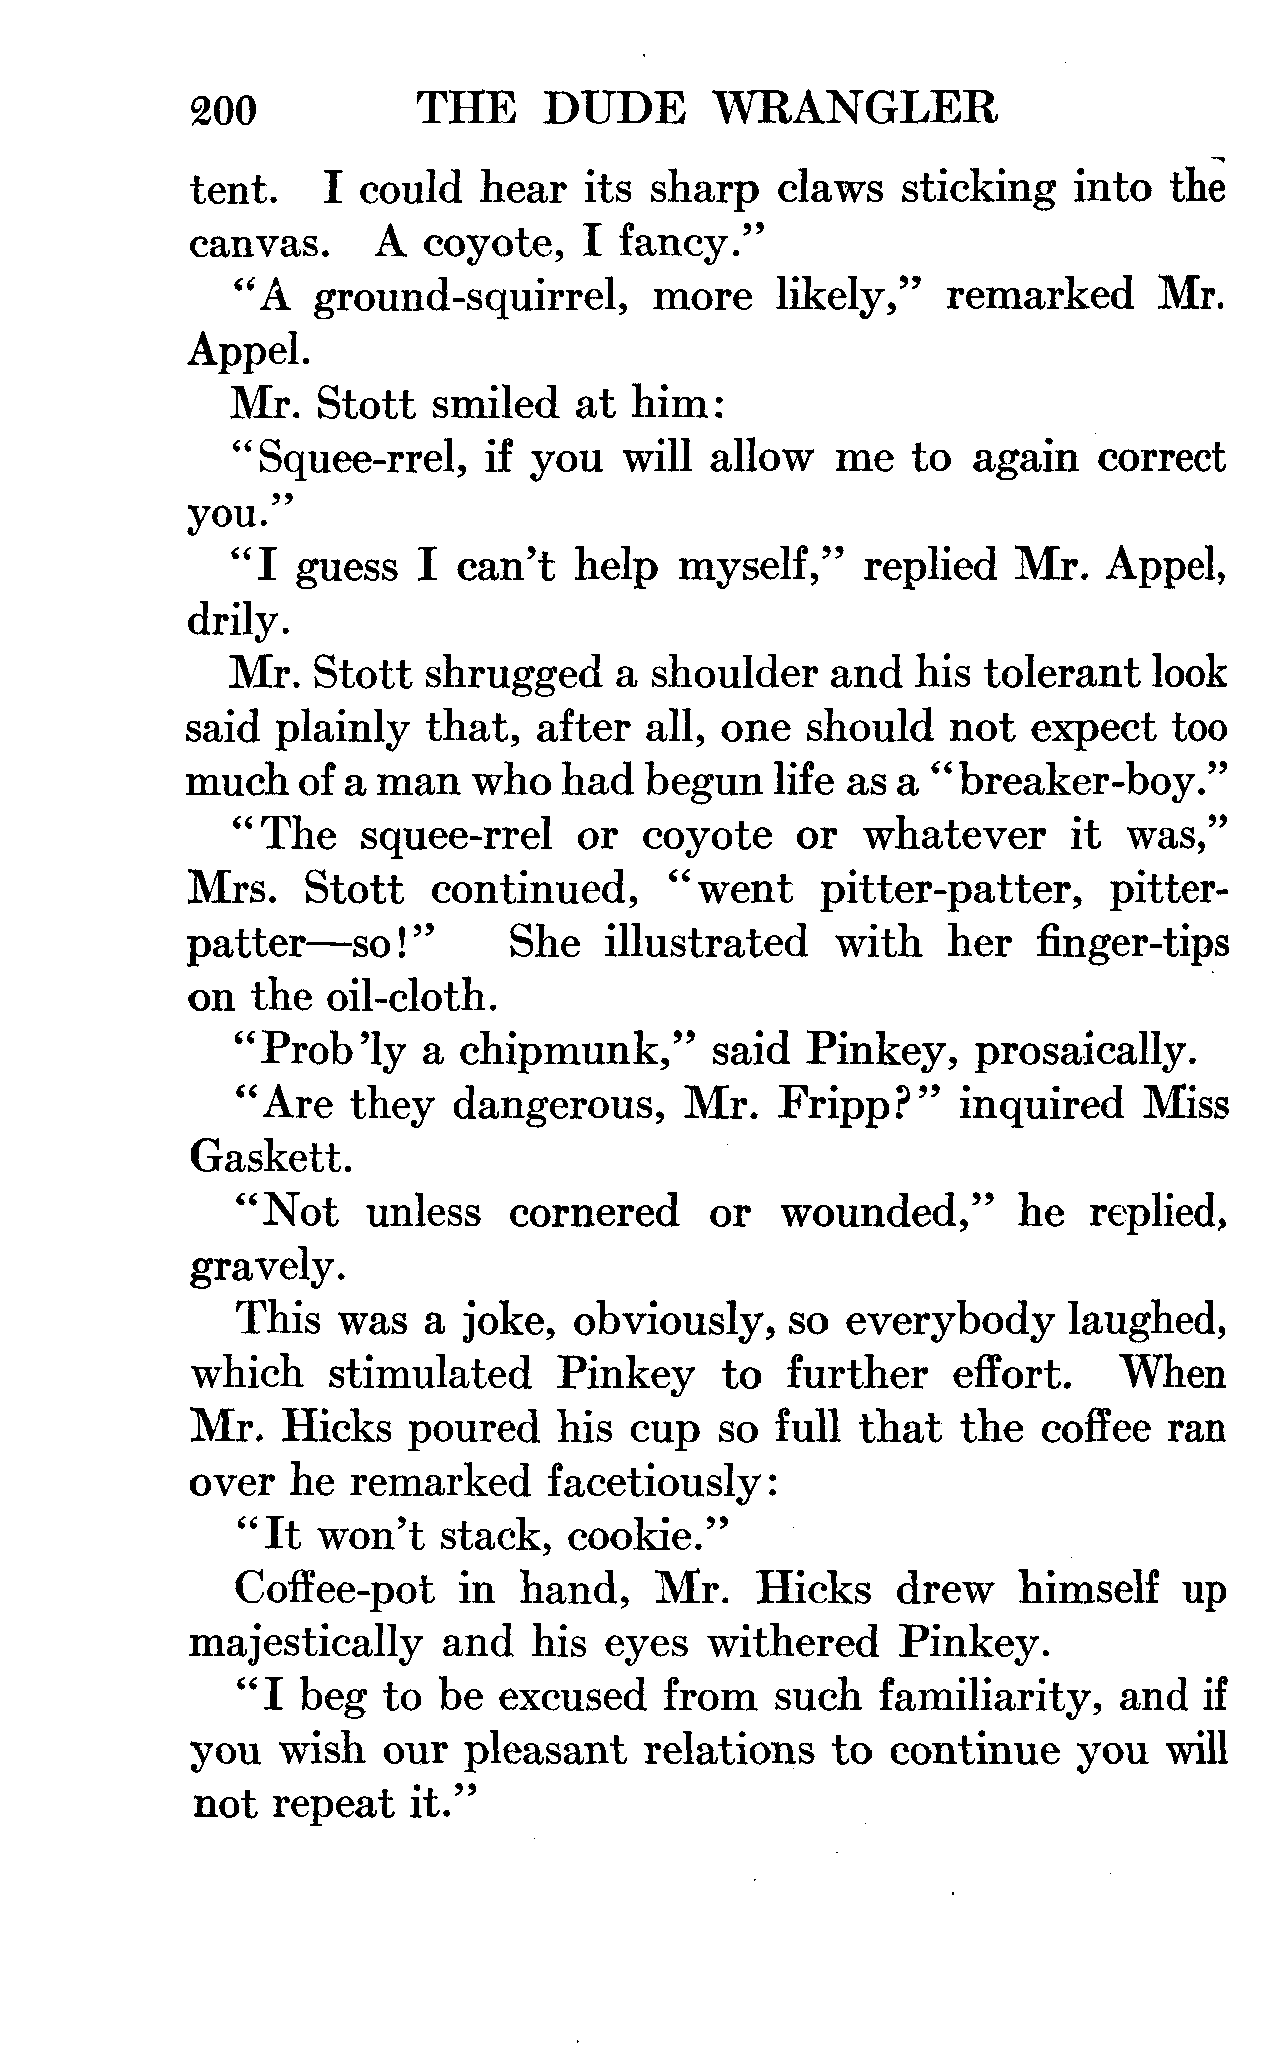 200 THE DUDE WRANGLER
tent. I could hear its sharp claws sticking into the
canvas. A coyote, I fancy.”
“A ground-squirrel, more likely,” remarked Mr.
Appel.
Mr. Stott smiled at him:
“Squee-rrel, if you will allow me to again correct
you.”
“I guess I can’t help myself,” replied Mr. Appel,
drily.
Mr. Stott shrugged a shoulder and his tolerant look
said plainly that, after all, one should not expect too
much of a man who had begun life as a “breaker-boy.”
“The squee-rrel or coyote or whatever it was,”
Mrs. Stott continued, “went pitter-patter, pitter-
patter—so!” She illustrated with her finger-tips
on the oil-cloth.
“Prob’ly a chipmunk,” said Pinkey, prosaically.
“Are they dangerous, Mr. Fripp?” inquired Miss
Gaskett.
“Not unless cornered or wounded,” he replied,
gravely.
This was a joke, obviously, so everybody laughed,
which stimulated Pinkey to further effort. When
Mr. Hicks poured his cup so full that the coffee ran
over he remarked facetiously:
“It won’t stack, cookie.”
Coffee-pot in hand, Mr. Hicks drew himself up
majestically and his eyes withered Pinkey.
“I beg to be excused from such familiarity, and if
you wish our pleasant relations to continue you will
not repeat it.”